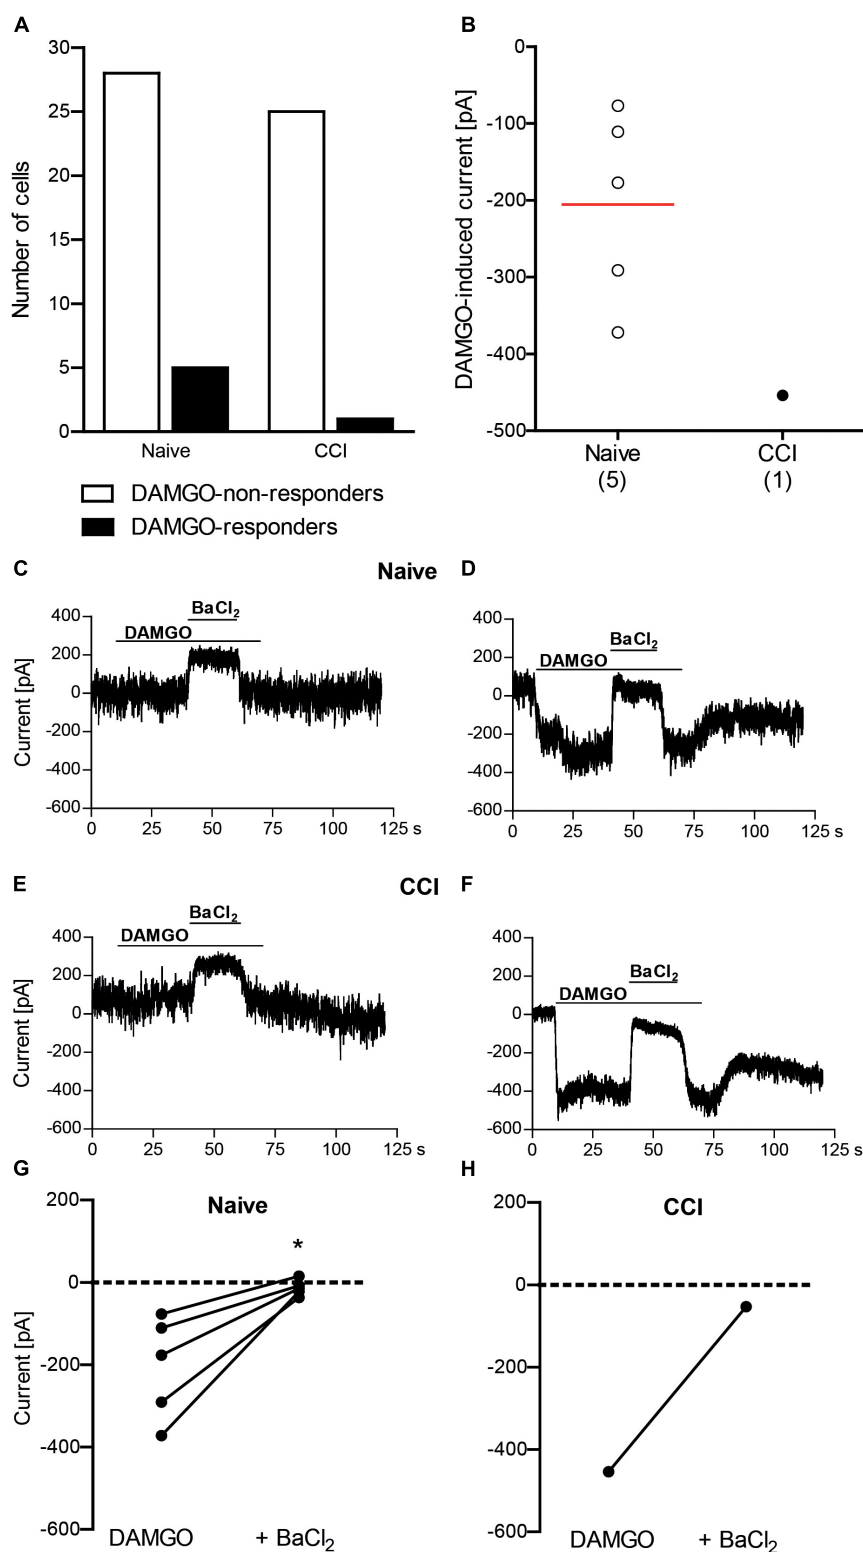 A
30
25
20
15
10
5
0
Number of cells
Naive
CCI
DAMGO-non-responders
DAMGO-responders
B
0
-100
-200
-300
-400
-500
DAMGO-induced current [pA]
Naive
(5)
CCI
(1)
Naive
C
400
200
0
-200
-400
-600
Current [pA]
BaCl₂
DAMGO
0 25 50 75 100 125 s
D
400
200
0
-200
-400
-600
BaCl₂
DAMGO
0 25 50 75 100 125 s
CCI
E
400
200
0
-200
-400
-600
Current [pA]
BaCl₂
DAMGO
0 25 50 75 100 125 s
F
400
200
0
-200
-400
-600
BaCl₂
DAMGO
0 25 50 75 100 125 s
G
Naive
*
200
0
-200
-400
-600
Current [pA]
DAMGO + BaCl₂
H
CCI
200
0
-200
-400
-600
DAMGO + BaCl₂